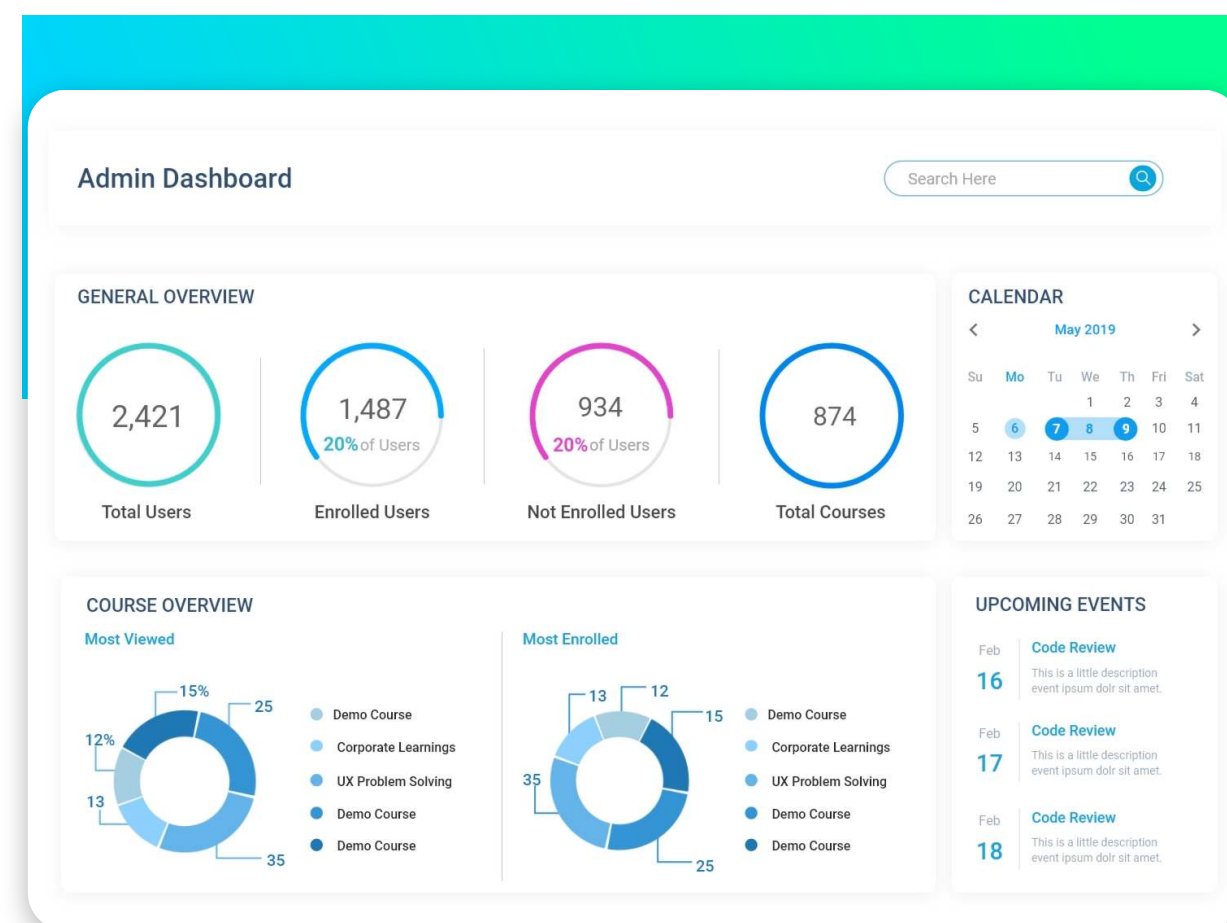 Admin Dashboard
Search Here
GENERAL OVERVIEW
2,421
Total Users
1,487
20% of Users
Enrolled Users
934
20% of Users
Not Enrolled Users
874
Total Courses
CALENDAR
May 2019
Su Mo Tu We Th Fri Sat
1 2 3 4
5 6 7 8 9 10 11
12 13 14 15 16 17 18
19 20 21 22 23 24 25
26 27 28 29 30 31
COURSE OVERVIEW
Most Viewed
15%
25
12%
13
35
Demo Course
Corporate Learnings
UX Problem Solving
Demo Course
Demo Course
Most Enrolled
13
12
15
35
25
Demo Course
Corporate Learnings
UX Problem Solving
Demo Course
Demo Course
UPCOMING EVENTS
Feb
16
Code Review
This is a little description
event ipsum dolr sit amet.
Feb
17
Code Review
This is a little description
event ipsum dolr sit amet.
Feb
18
Code Review
This is a little description
event ipsum dolr sit amet.